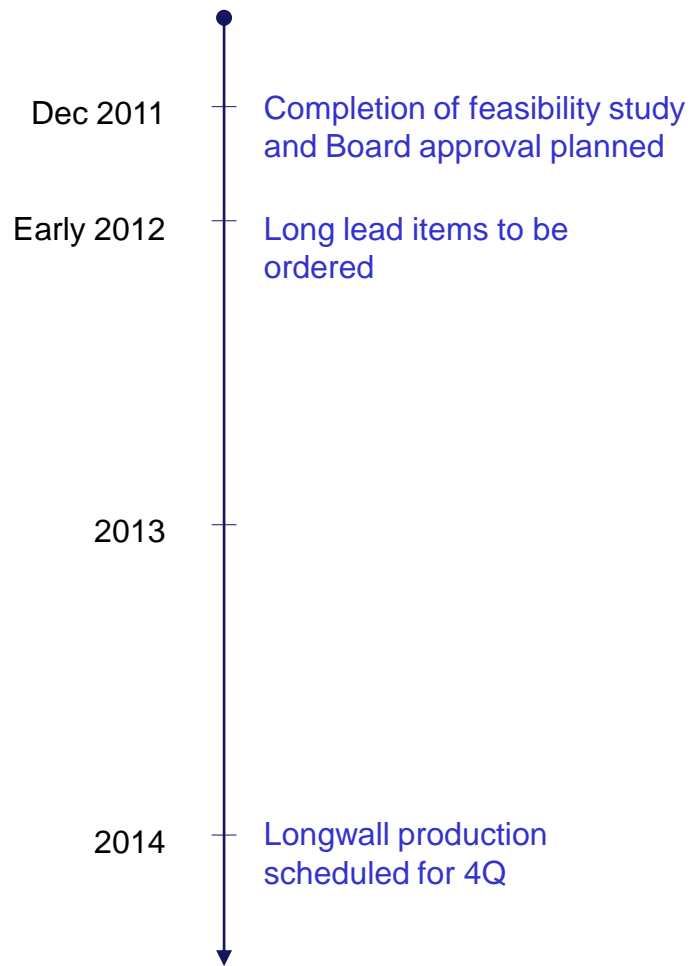 Dec 2011
Completion of feasibility study
and Board approval planned
Early 2012
Long lead items to be
ordered
2013
2014
Longwall production
scheduled for 4Q